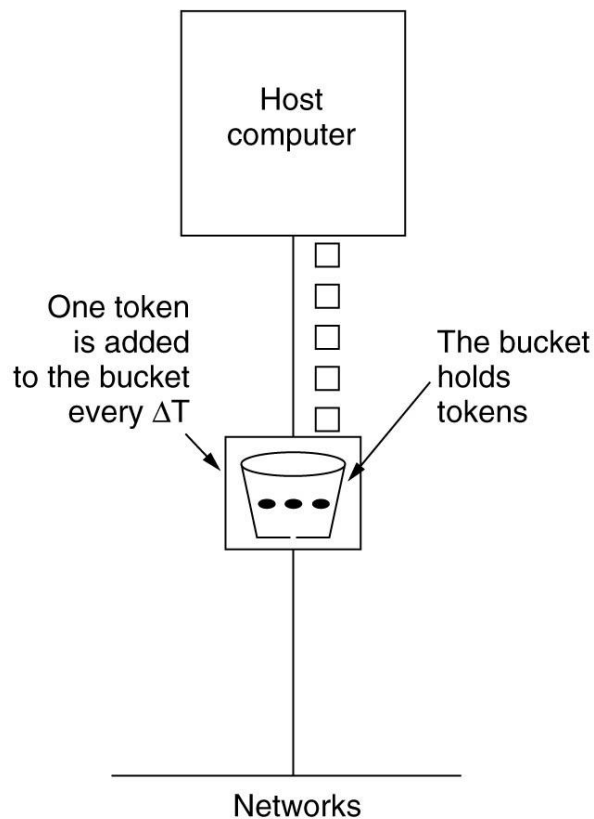 Host
computer
One token
is added
to the bucket
every ΔT
The bucket
holds
tokens
Networks